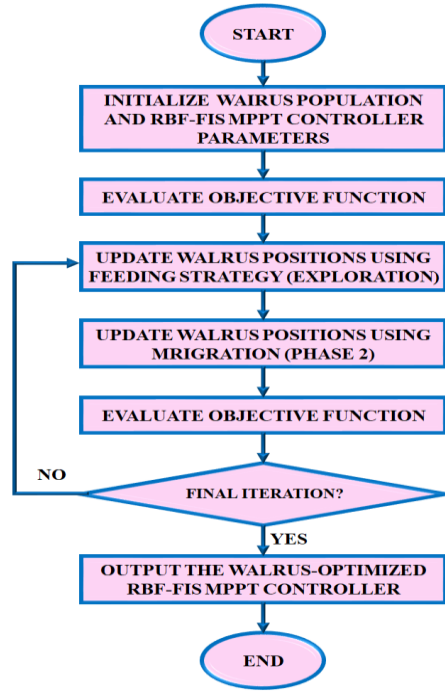 START
INITIALIZE WAIRUS POPULATION
AND RBF-FIS MPPT CONTROLLER
PARAMETERS
EVALUATE OBJECTIVE FUNCTION
UPDATE WALRUS POSITIONS USING
FEEDING STRATEGY (EXPLORATION)
UPDATE WALRUS POSITIONS USING
MRIGRATION (PHASE 2)
EVALUATE OBJECTIVE FUNCTION
NO
FINAL ITERATION?
YES
OUTPUT THE WALRUS-OPTIMIZED
RBF-FIS MPPT CONTROLLER
END